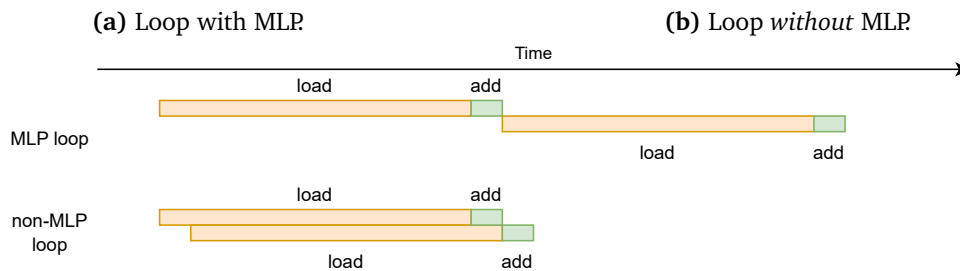 (a) Loop with MLP.
(b) Loop without MLP.
Time
load add
MLP loop
load add
load add
non-MLP
loop
load add